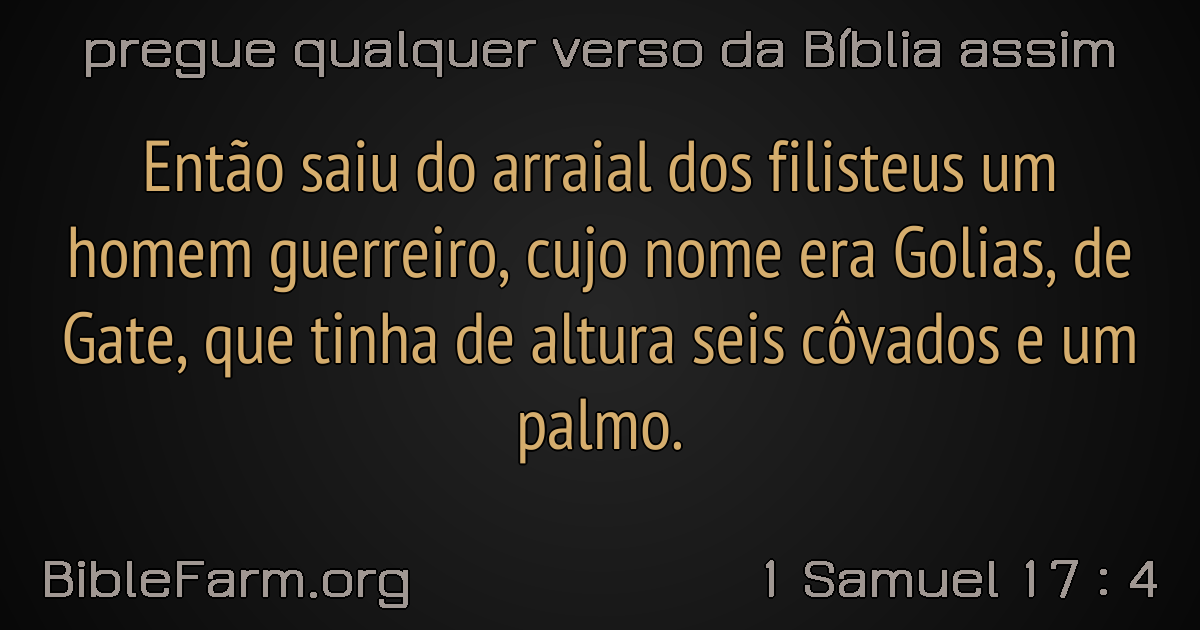 pregue qualquer verso da Bíblia assim
Então saiu do arraial dos filisteus um
homem guerreiro, cujo nome era Golias, de
Gate, que tinha de altura seis côvados e um
palmo.
BibleFarm.org
1 Samuel 17 : 4